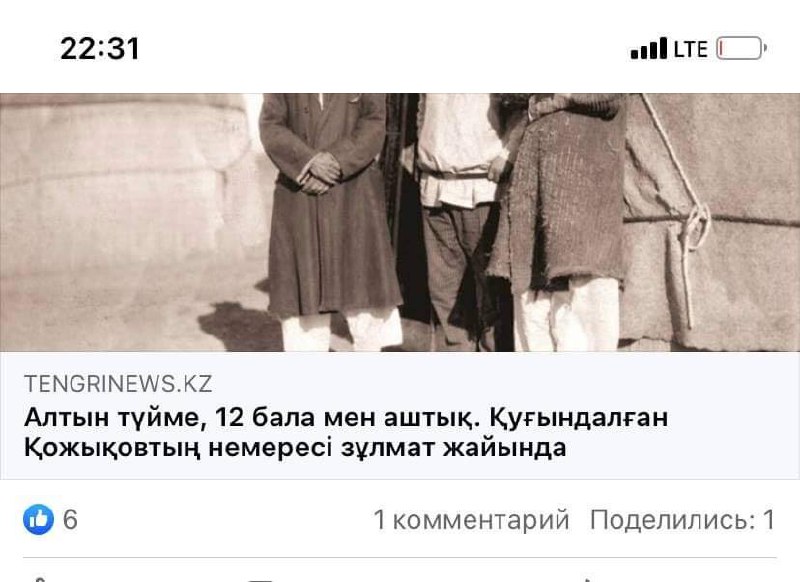 22:31 LTE
TENGRINEWS.KZ
Алтын түйме, 12 бала мен аштық. Қуғындалған
Қожықовтың немересі зұлмат жайында
6 1 комментарий Поделились: 1